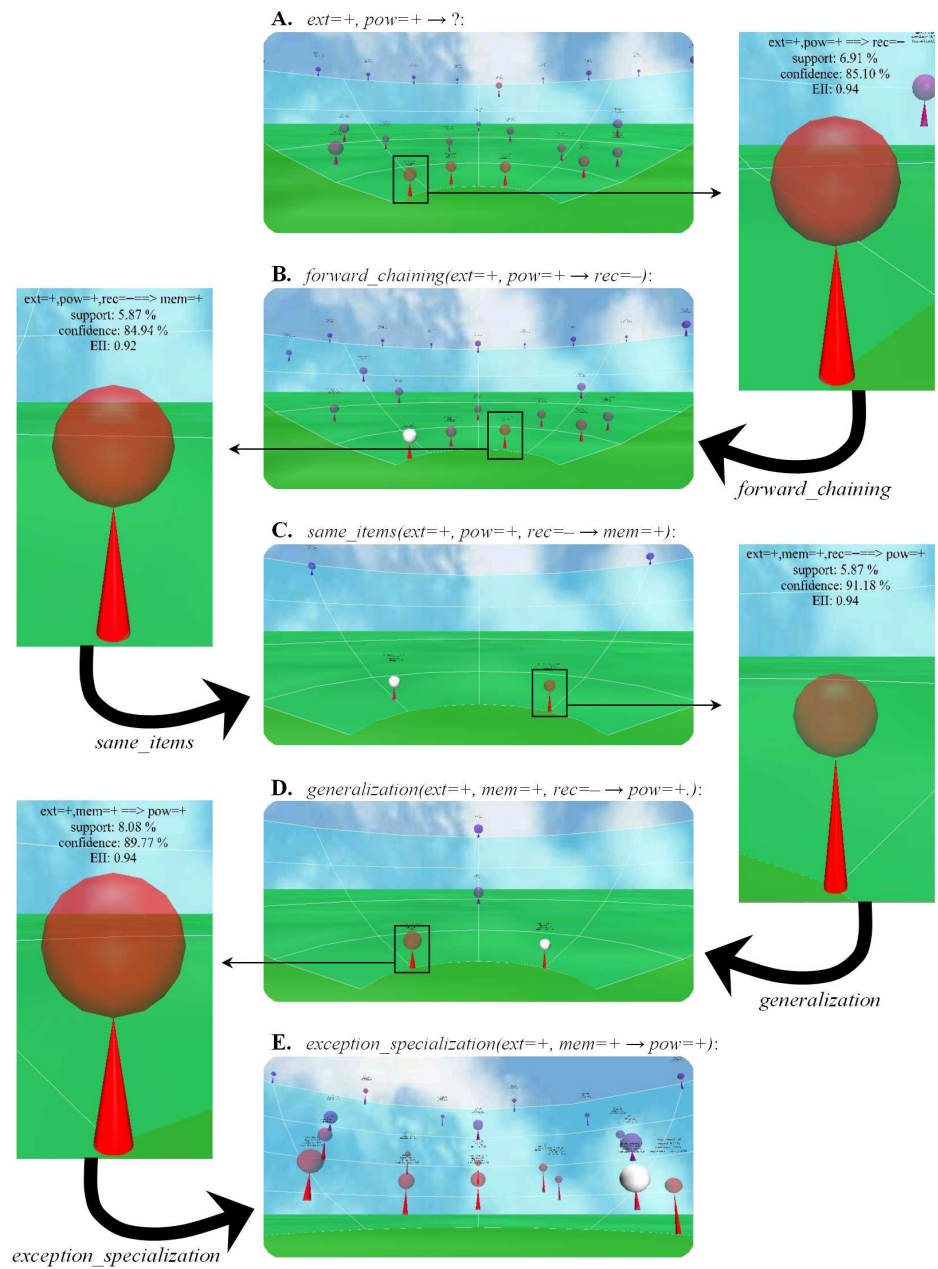 A. ext=+, pow=+ → ?:
ext=+,pow=+ ==> rec=–
support: 6.91 %
confidence: 85.10 %
EII: 0.94
B. forward_chaining(ext=+, pow=+ → rec=–):
ext=+,pow=+,rec=–==> mem=+
support: 5.87 %
confidence: 84.94 %
EII: 0.92
forward_chaining
C. same_items(ext=+, pow=+, rec=– → mem=+):
ext=+,mem=+,rec=–==> pow=+
support: 5.87 %
confidence: 91.18 %
EII: 0.94
same_items
D. generalization(ext=+, mem=+, rec=– → pow=+.):
ext=+,mem=+ ==> pow=+
support: 8.08 %
confidence: 89.77 %
EII: 0.94
generalization
E. exception_specialization(ext=+, mem=+ → pow=+):
exception_specialization